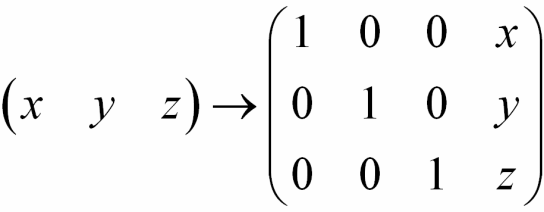 (x y z) → (1 0 0 x
0 1 0 y
0 0 1 z)